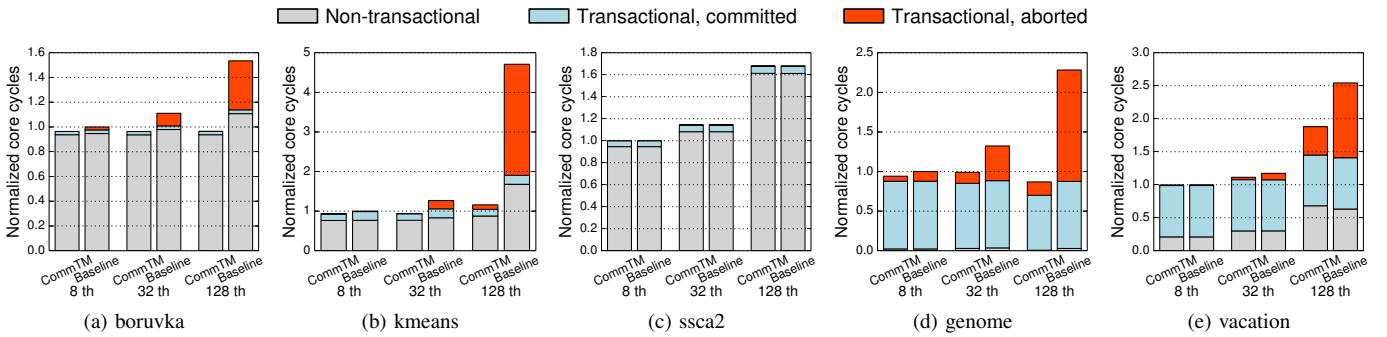 Non-transactional Transactional, committed Transactional, aborted
Normalized core cycles
1.6
1.4
1.2
1.0
0.8
0.6
0.4
0.2
0.0
CommTM Baseline CommTM Baseline CommTM Baseline
8 th 32 th 128 th
(a) boruvka
Normalized core cycles
5
4
3
2
1
0
CommTM Baseline CommTM Baseline CommTM Baseline
8 th 32 th 128 th
(b) kmeans
Normalized core cycles
1.8
1.6
1.4
1.2
1.0
0.8
0.6
0.4
0.2
0.0
CommTM Baseline CommTM Baseline CommTM Baseline
8 th 32 th 128 th
(c) ssca2
Normalized core cycles
2.5
2.0
1.5
1.0
0.5
0.0
CommTM Baseline CommTM Baseline CommTM Baseline
8 th 32 th 128 th
(d) genome
Normalized core cycles
3.0
2.5
2.0
1.5
1.0
0.5
0.0
CommTM Baseline CommTM Baseline CommTM Baseline
8 th 32 th 128 th
(e) vacation